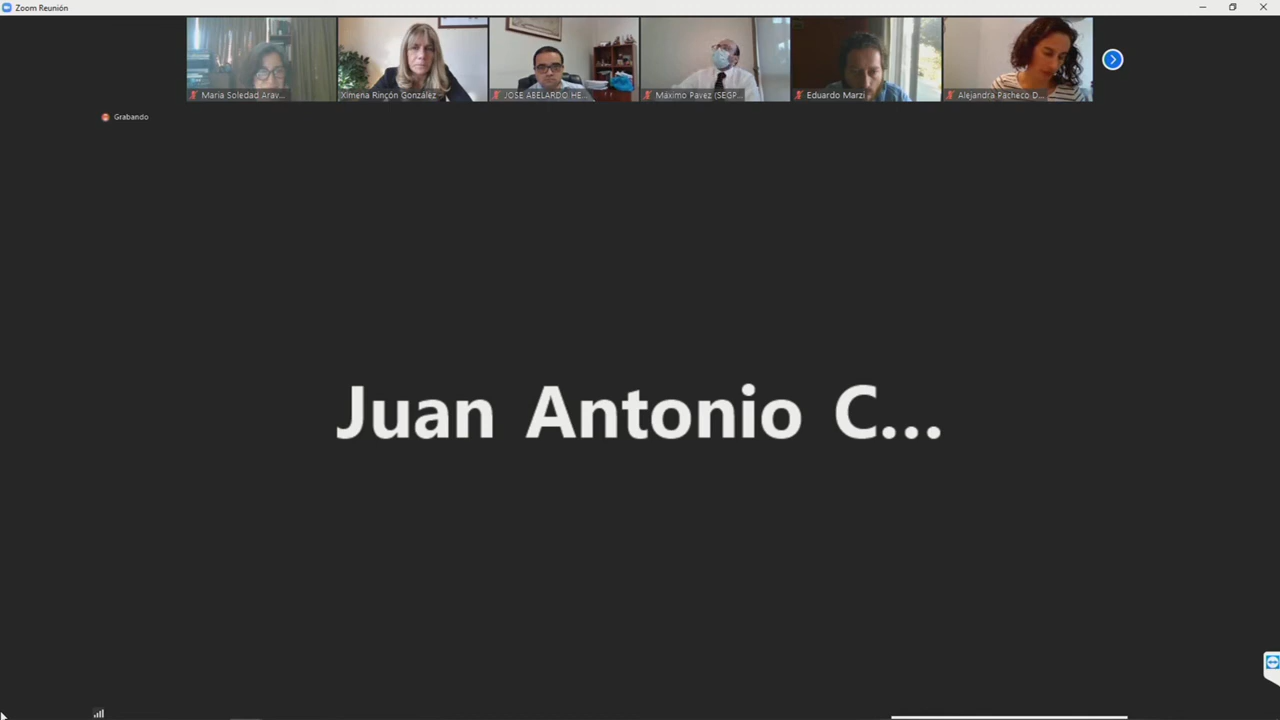 Zoom Reunión
Maria Soledad Arav...
Ximena Rincón González
JOSE ABELARDO HE...
Máximo Pavez (SEGP...
Eduardo Marzi
Alejandra Pacheco D...
Grabando
Juan Antonio C...